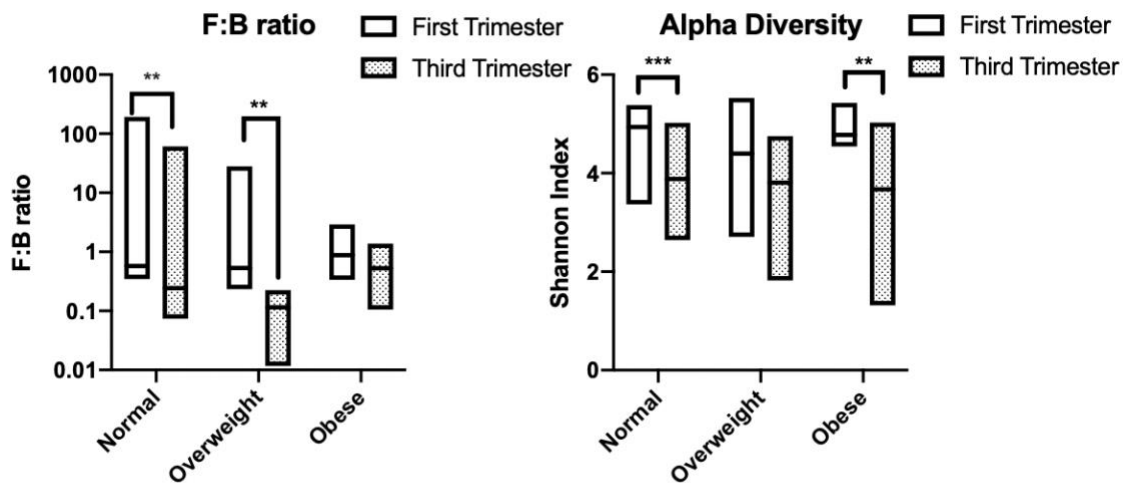 F:B ratio
First Trimester
Third Trimester
F:B ratio
1000
100
10
1
0.1
0.01
**
**
Normal
Overweight
Obese
Alpha Diversity
First Trimester
Third Trimester
Shannon Index
6
4
2
0
***
**
Normal
Overweight
Obese